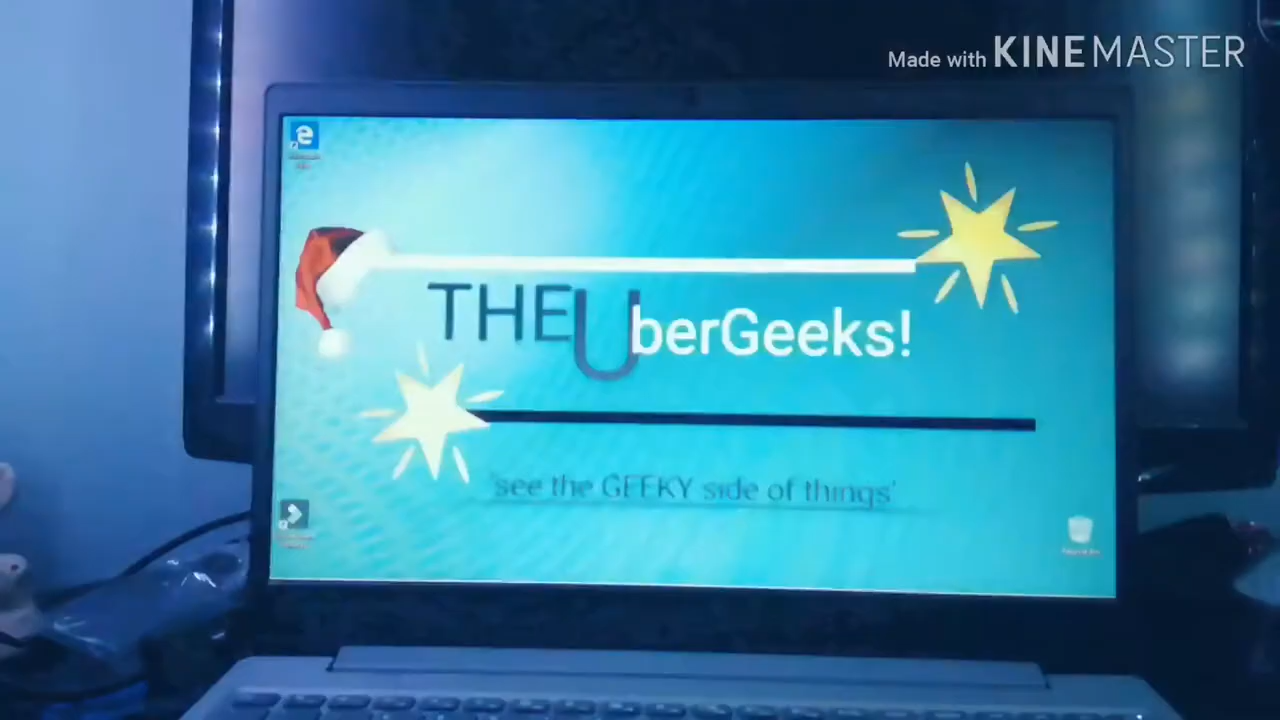 Made with KINEMASTER
THE UberGeeks!
'see the GEEKY side of things'